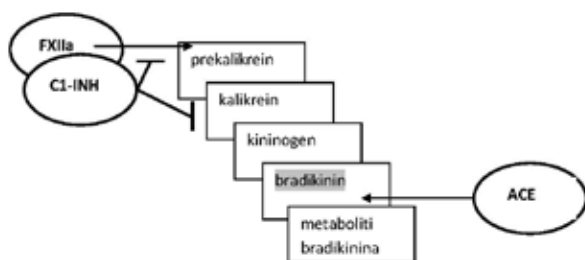 FXIIa
C1-INH
prekalikrein
kalikrein
kininogen
bradikinin
ACE
metaboliti
bradikinina